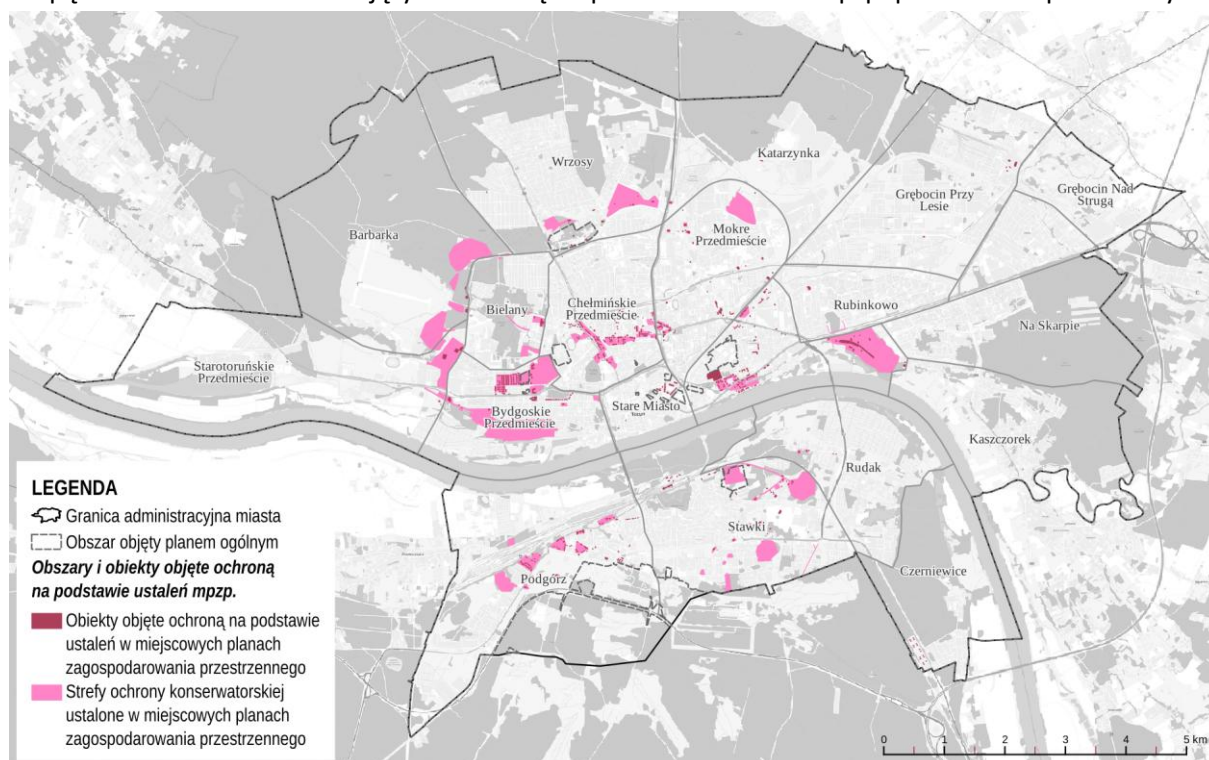 Wrzosy
Katarzynka
Grębocin Przy
Lesie
Grębocin Nad
Strugą
Barbarka
Mokre
Przedmieście
Bielany
Chełmińskie
Przedmieście
Rubinkowo
Na Skarpie
Starotoruńskie
Przedmieście
Bydgoskie
Przedmieście
Stare Miasto
Kaszczorek
Rudak
Stawki
Podgórz
Czerniewice
LEGENDA
Granica administracyjna miasta
Obszar objęty planem ogólnym
Obszary i obiekty objęte ochroną
na podstawie ustaleń mpzp.
Obiekty objęte ochroną na podstawie
ustaleń w miejscowych planach
zagospodarowania przestrzennego
Strefy ochrony konserwatorskiej
ustalone w miejscowych planach
zagospodarowania przestrzennego
0 1 2 3 4 5 km